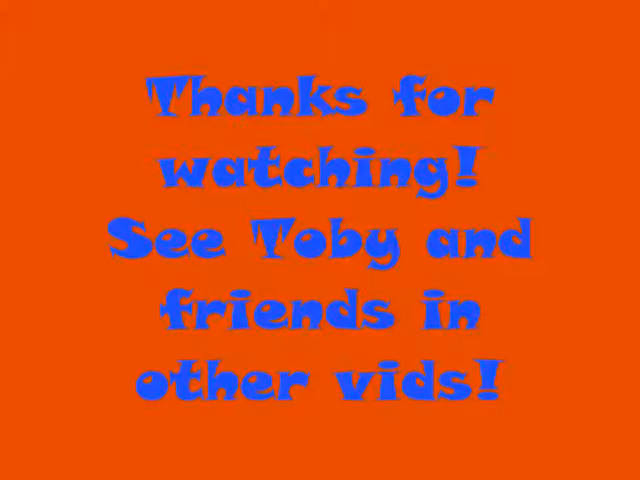 Thanks for
watching!
See Toby and
friends in
other vids!